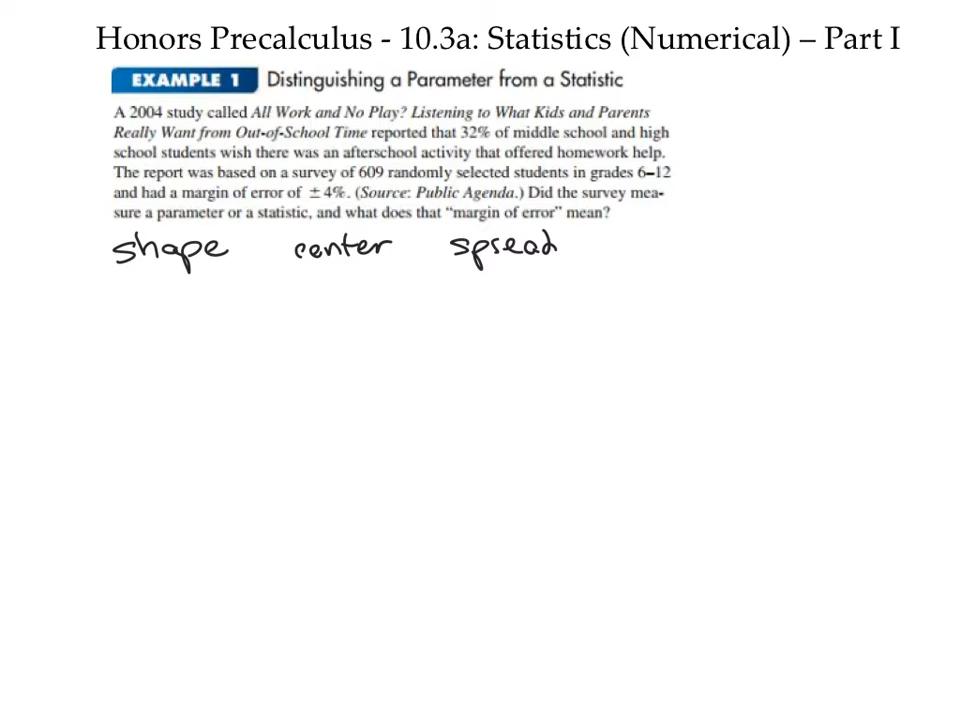 Honors Precalculus - 10.3a: Statistics (Numerical) – Part I
EXAMPLE 1 Distinguishing a Parameter from a Statistic
A 2004 study called All Work and No Play? Listening to What Kids and Parents
Really Want from Out-of-School Time reported that 32% of middle school and high
school students wish there was an afterschool activity that offered homework help.
The report was based on a survey of 609 randomly selected students in grades 6–12
and had a margin of error of ±4%. (Source: Public Agenda.) Did the survey mea-
sure a parameter or a statistic, and what does that “margin of error” mean?
shape center spread